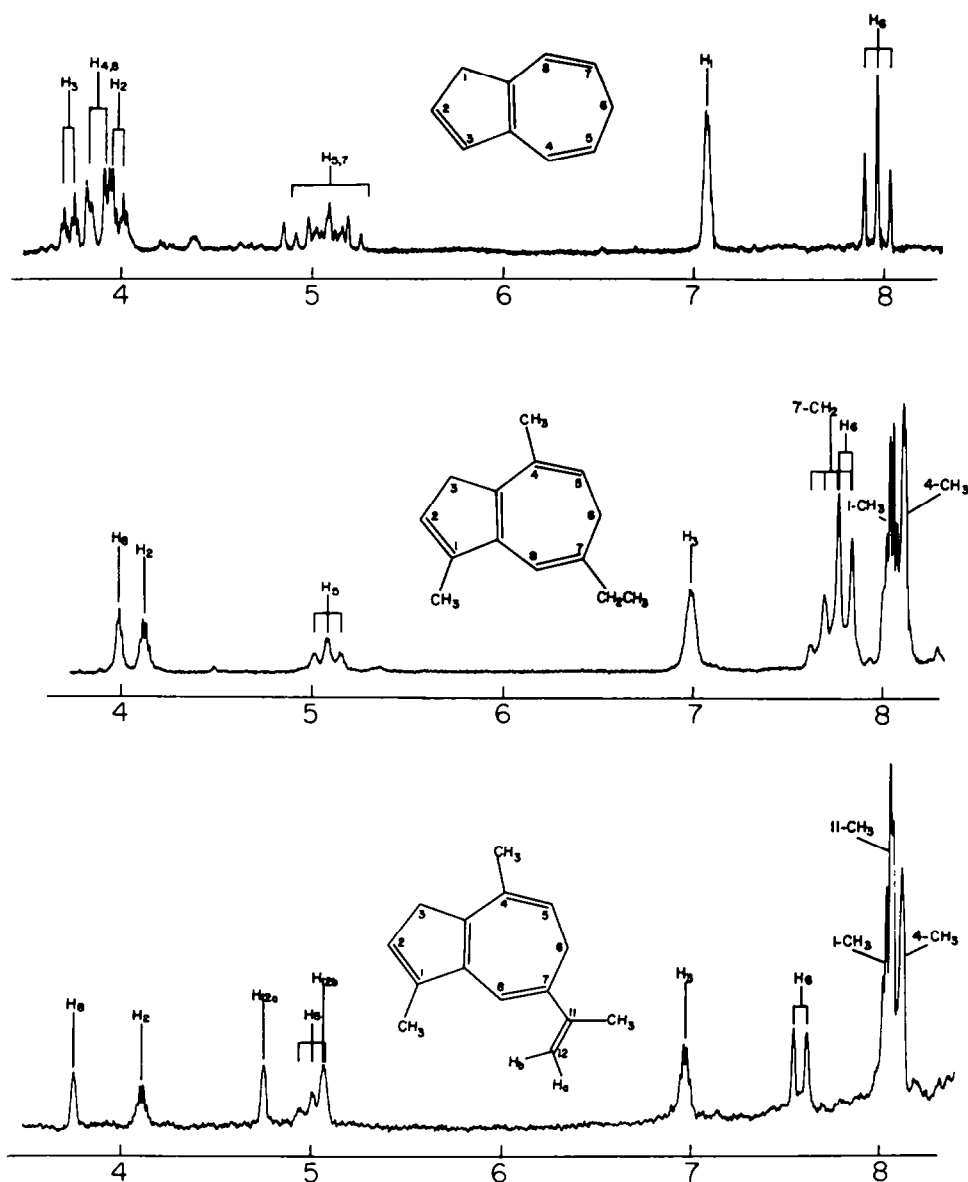 H3 H4,8 H2 H5,7 H1 H6
1 2 3 4 5 6 7 8
4 5 6 7 8
H8 H2 H5 H3 7-CH2 H6 1-CH3 4-CH3
CH3
3 4 5 2 6 1 8 7
CH3 CH2CH3
4 5 6 7 8
H8 H2 H12a H5 H12b H3 H6 1-CH3 11-CH3 4-CH3
CH3
3 4 5 2 6 1 8 7
CH3 11 CH3
12
Hb Ha
4 5 6 7 8